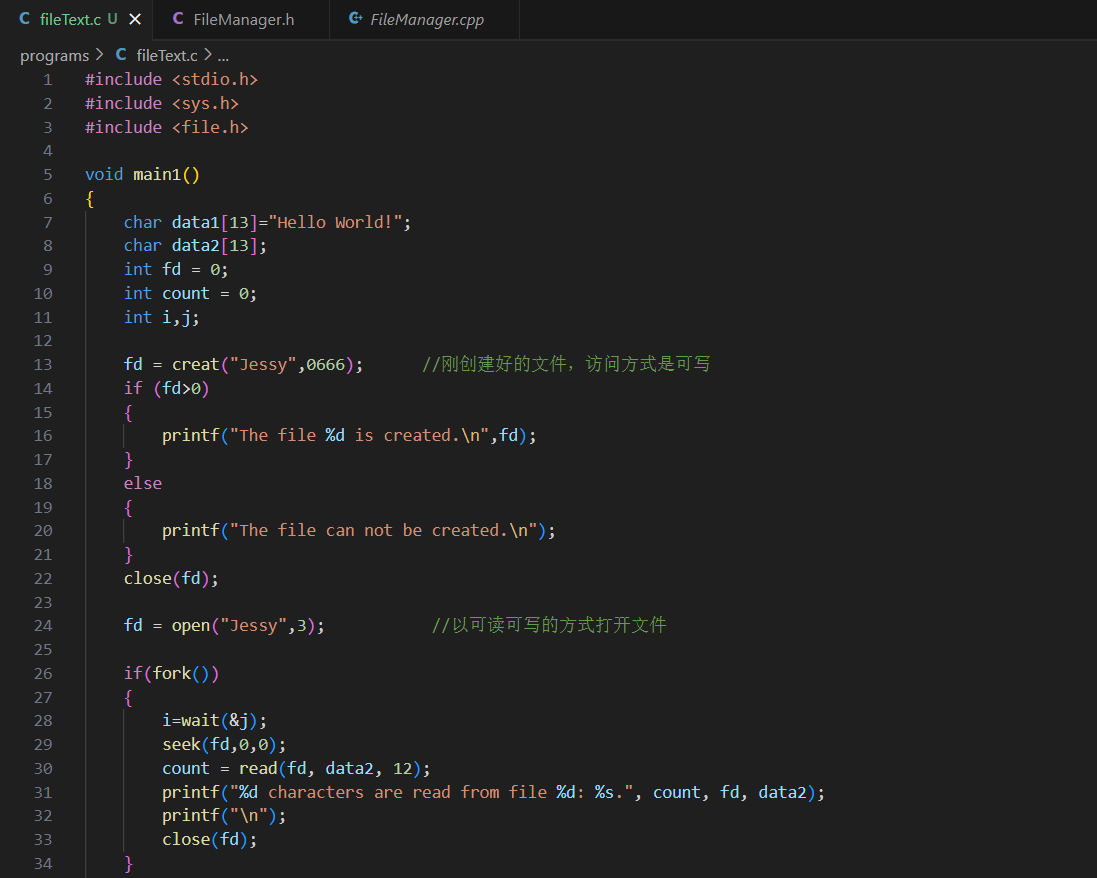 C fileText.c U ×
C FileManager.h
C+ FileManager.cpp
programs > C fileText.c > ...
1 #include <stdio.h>
2 #include <sys.h>
3 #include <file.h>
4
5 void main1()
6 {
7 char data1[13]="Hello World!";
8 char data2[13];
9 int fd = 0;
10 int count = 0;
11 int i,j;
12
13 fd = creat("Jessy",0666); //刚创建好的文件，访问方式是可写
14 if (fd>0)
15 {
16 printf("The file %d is created.\n",fd);
17 }
18 else
19 {
20 printf("The file can not be created.\n");
21 }
22 close(fd);
23
24 fd = open("Jessy",3); //以可读可写的方式打开文件
25
26 if(fork())
27 {
28 i=wait(&j);
29 seek(fd,0,0);
30 count = read(fd, data2, 12);
31 printf("%d characters are read from file %d: %s.", count, fd, data2);
32 printf("\n");
33 close(fd);
34 }